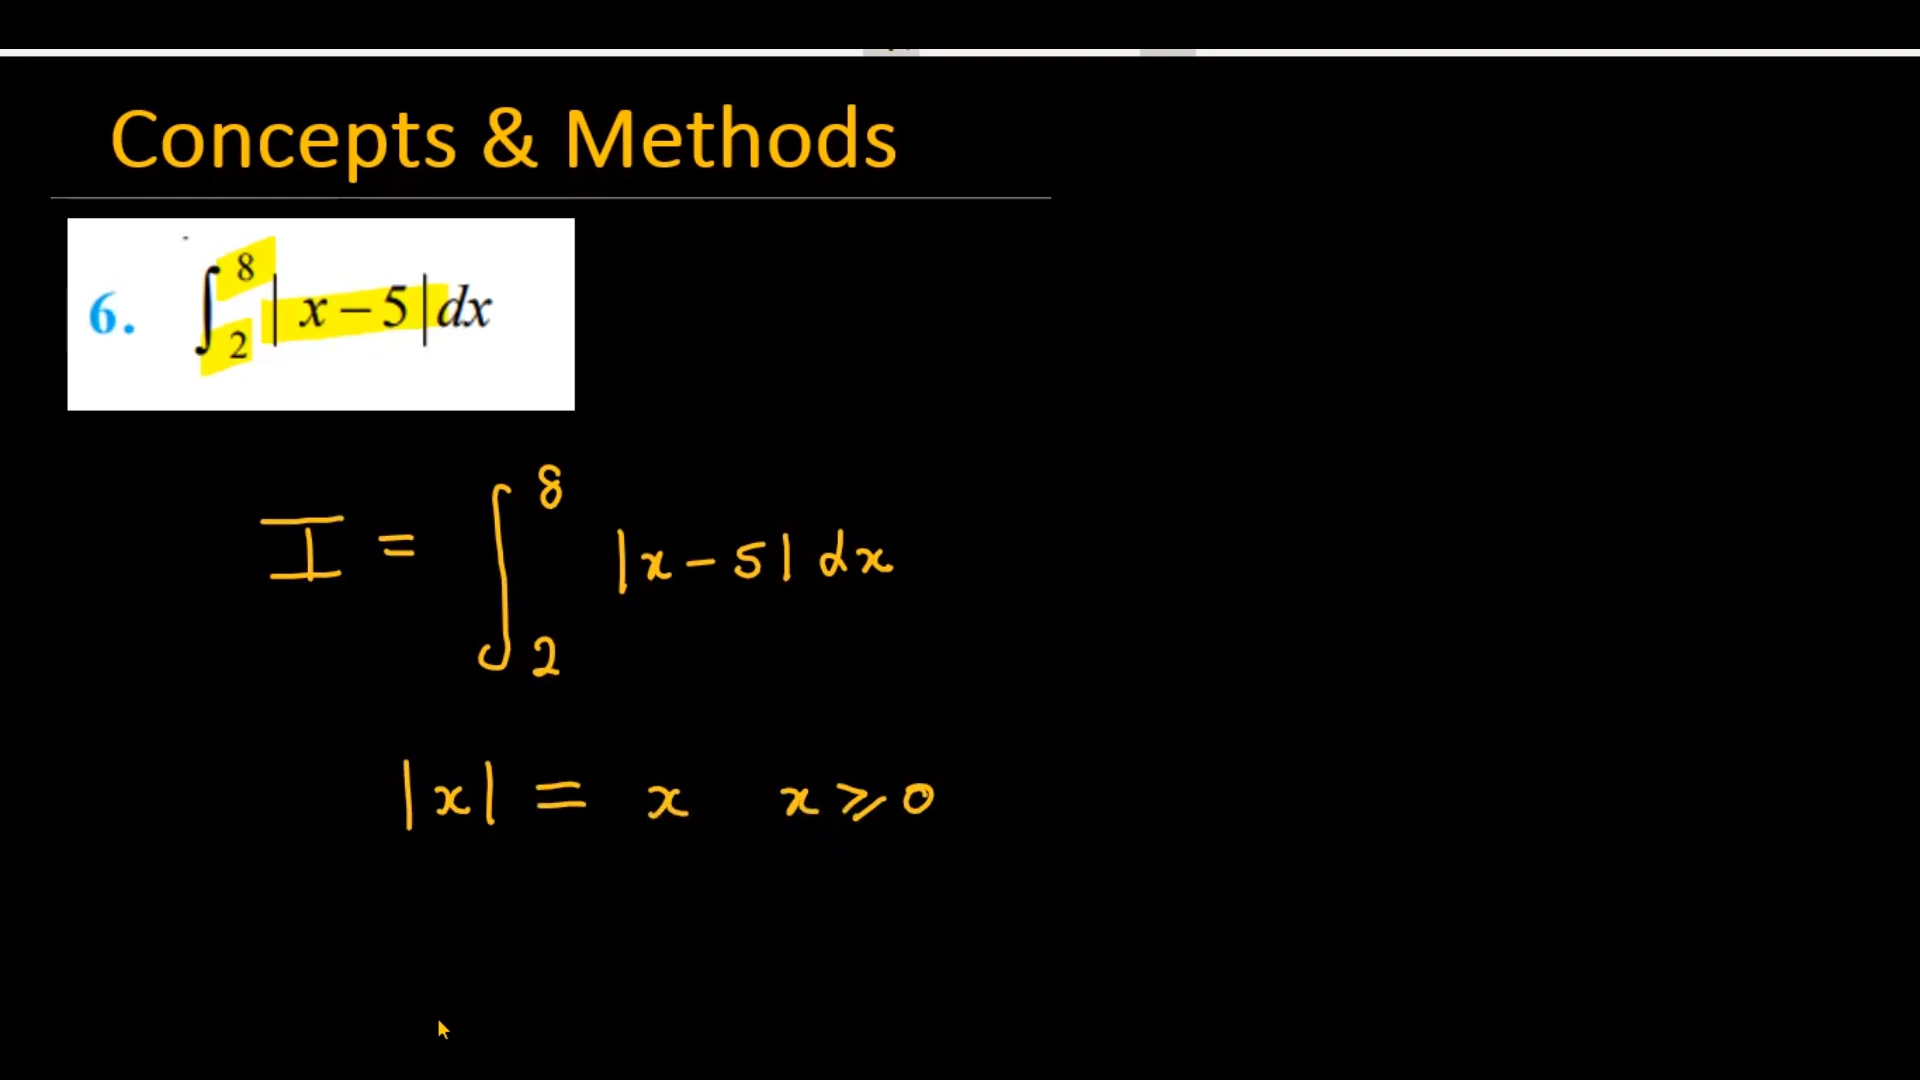 Concepts & Methods
6. ∫₂⁸ | x – 5 | dx
I = ∫₂⁸ |x – 5| dx
|x| = x x ⩾ 0